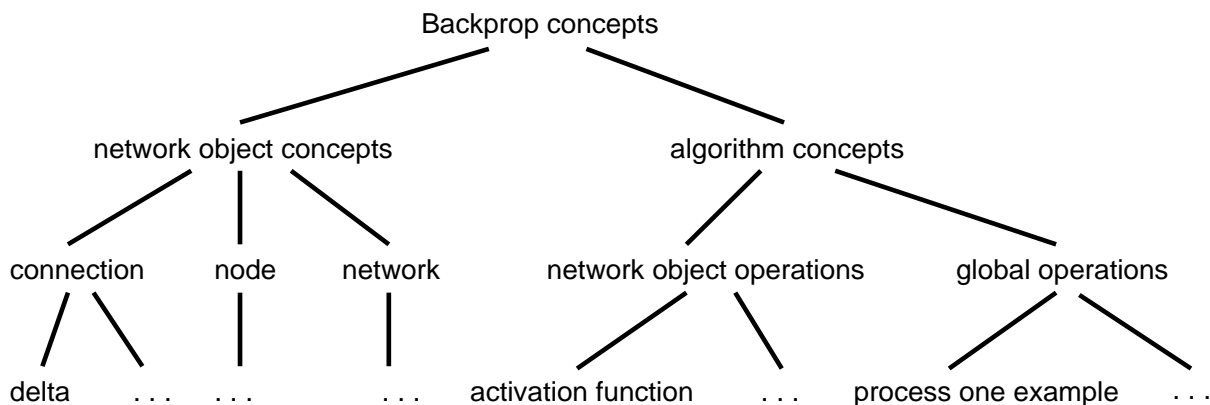 Backprop concepts
network object concepts algorithm concepts
connection node network network object operations global operations
delta . . . . . . . . . activation function . . . process one example . . .